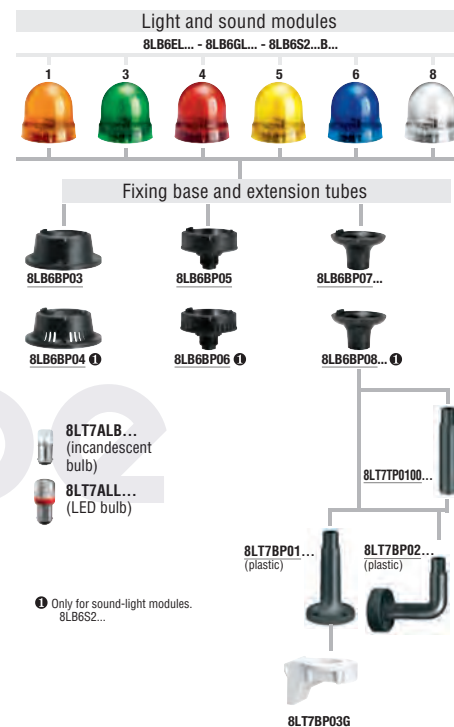 Light and sound modules
8LB6EL... - 8LB6GL... - 8LB6S2...B...
1 3 4 5 6 8
Fixing base and extension tubes
8LB6BP03 8LB6BP05 8LB6BP07...
8LB6BP04 ❶ 8LB6BP06 ❶ 8LB6BP08... ❶
8LT7ALB...
(incandescent
bulb)
8LT7ALL...
(LED bulb)
8LT7TP0100...
8LT7BP01... 8LT7BP02...
(plastic) (plastic)
❶ Only for sound-light modules.
8LB6S2...
8LT7BP03G